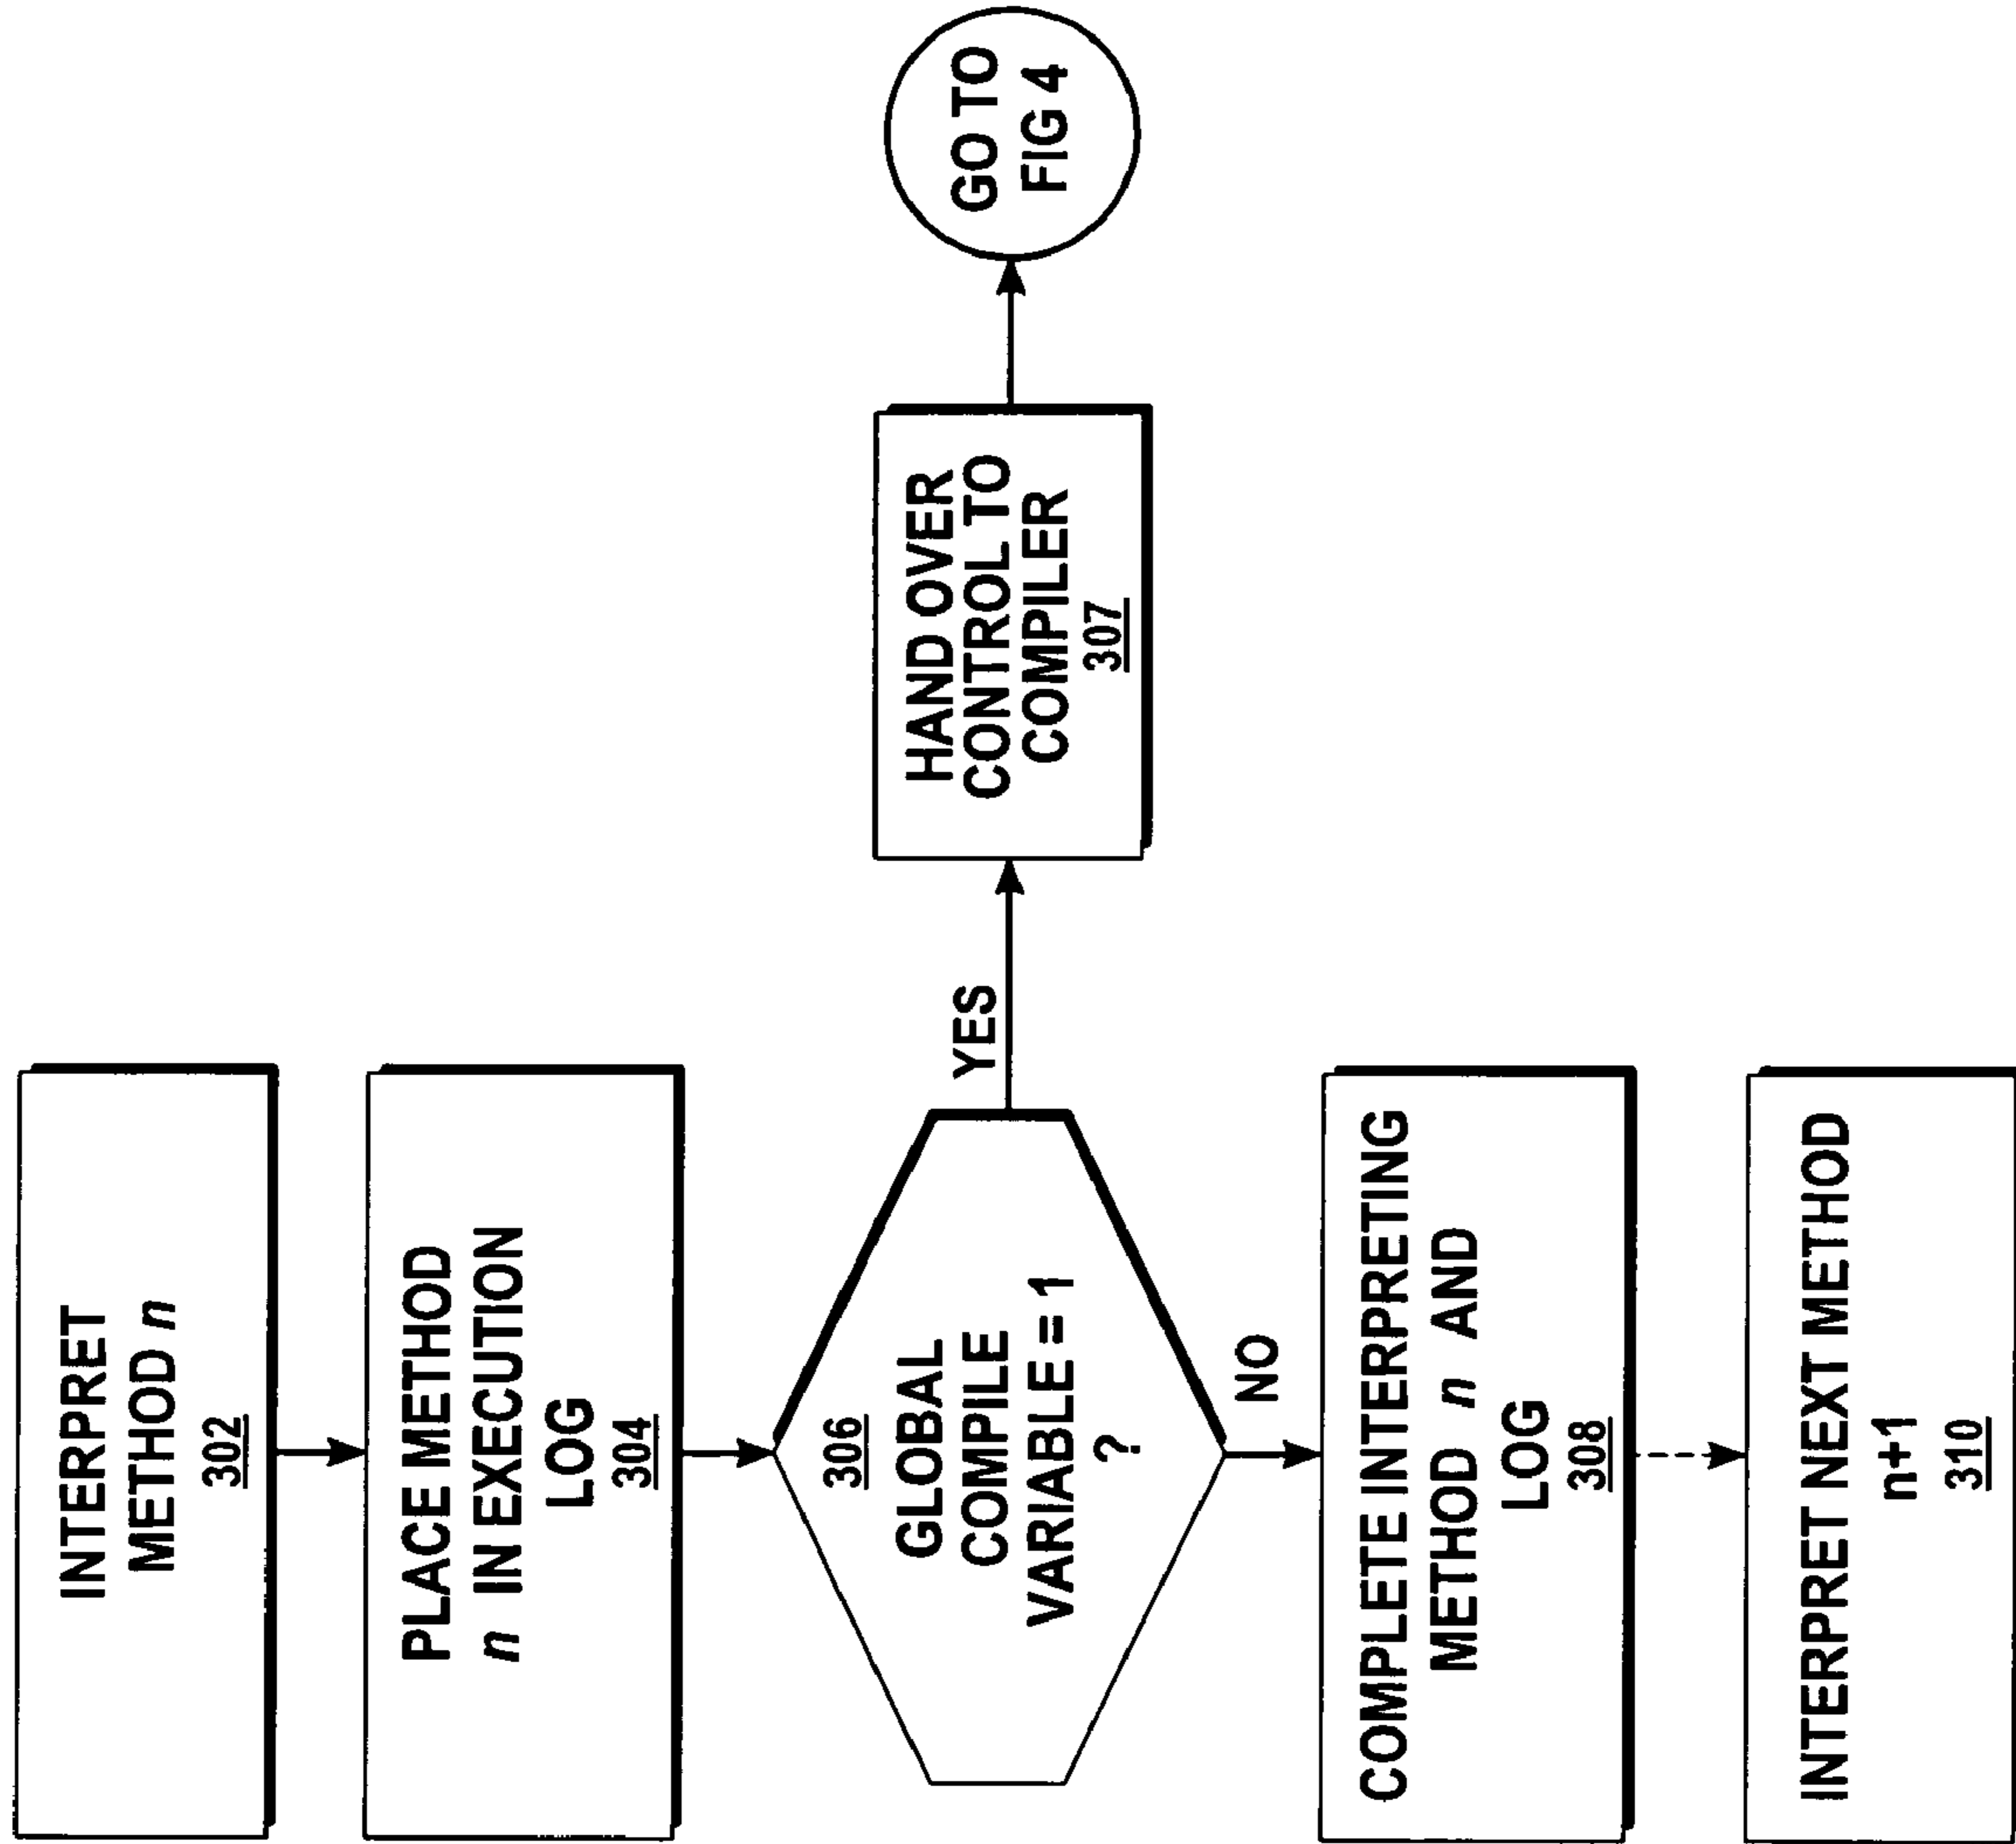 INTERPRET
METHOD n
302
PLACE METHOD
n IN EXECUTION
LOG
304
306
GLOBAL
COMPILE
VARIABLE = 1
?
YES
HAND OVER
CONTROL TO
COMPILER
307
GO TO
FIG 4
NO
COMPLETE INTERPRETING
METHOD n AND
LOG
308
INTERPRET NEXT METHOD
n+1
310